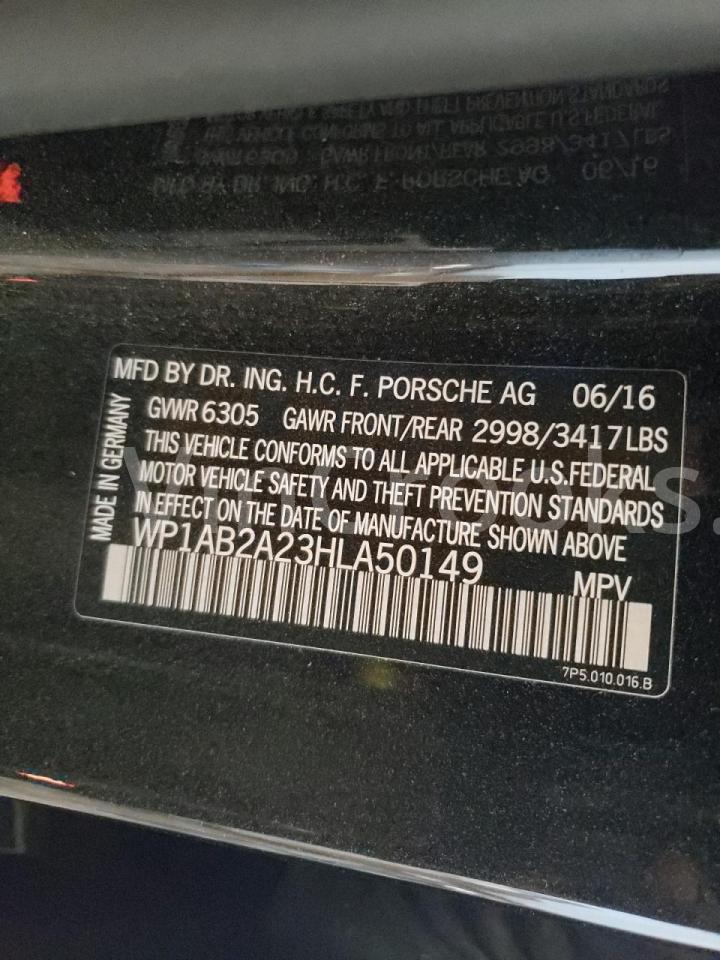 MFD BY DR. ING. H.C. F. PORSCHE AG 06/16
GVWR 6305 GAWR FRONT/REAR 2998/3417LBS
THIS VEHICLE CONFORMS TO ALL APPLICABLE U.S.FEDERAL
MOTOR VEHICLE SAFETY AND THEFT PREVENTION STANDARDS
IN EFFECT ON THE DATE OF MANUFACTURE SHOWN ABOVE
WP1AB2A23HLA50149 MPV
7P5.010.016.B
MADE IN GERMANY